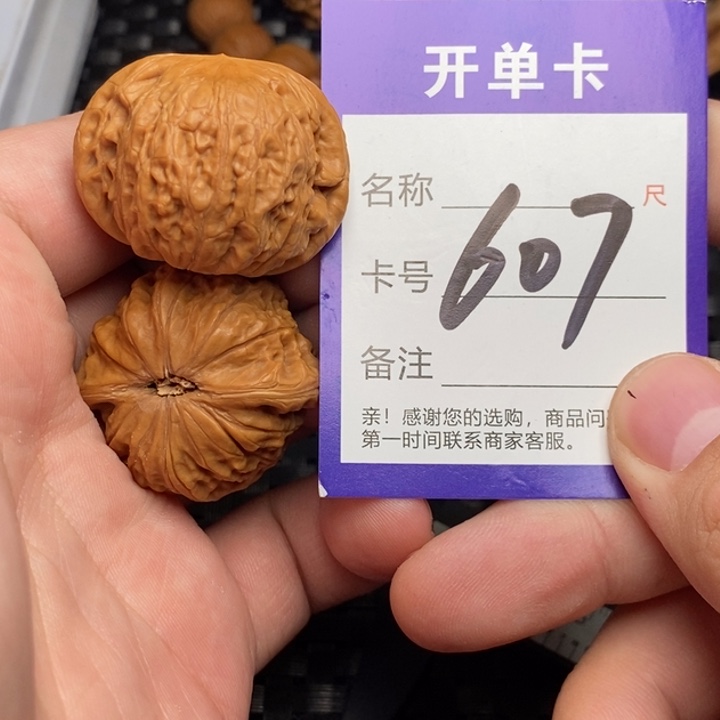 开单卡
名称 尺
607
卡号
备注
亲！感谢您的选购，商品问
第一时间联系商家客服。